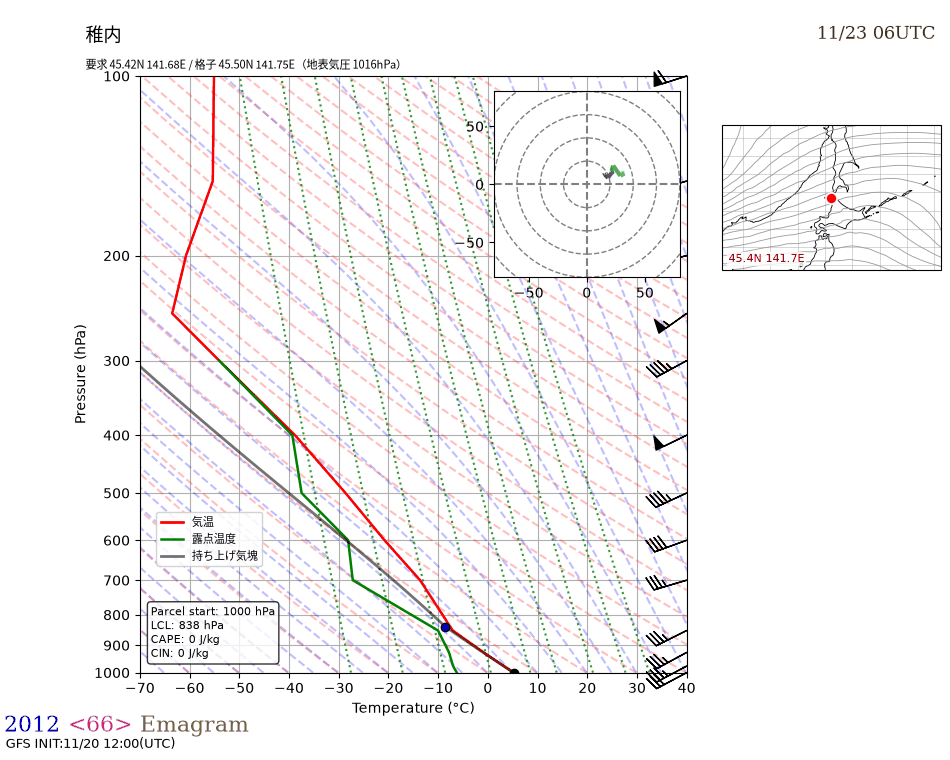 稚内
11/23 06UTC
要求 45.42N 141.68E / 格子 45.50N 141.75E（地表気圧 1016hPa）
100
200
300
400
500
600
700
800
900
1000
Pressure (hPa)
−70 −60 −50 −40 −30 −20 −10 0 10 20 30 40
Temperature (°C)
50
0
−50
−50 0 50
45.4N 141.7E
気温
露点温度
持ち上げ気塊
Parcel start: 1000 hPa
LCL: 838 hPa
CAPE: 0 J/kg
CIN: 0 J/kg
2012 <66> Emagram
GFS INIT:11/20 12:00(UTC)